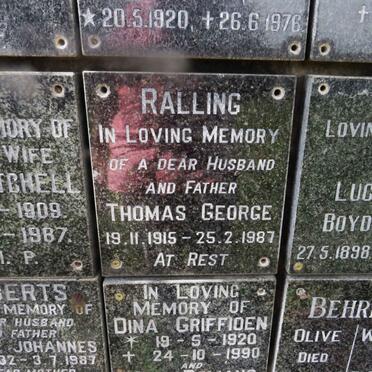 ★ 20.5.1920, + 26.6.1976
ORY OF
WIFE
TCHELL
- 1909.
- 1987.
. P.
RALLING
IN LOVING MEMORY
OF A DEAR HUSBAND
AND FATHER
THOMAS GEORGE
19.11.1915 - 25.2.1987
AT REST
LOVIN
LUC
BOYD
27.5.1898
BERTS
MEMORY OF
R HUSBAND
FATHER
JOHANNES
32 - 3.7.1987
MOTHER
IN LOVING
MEMORY OF
DINA GRIFFIOEN
* 19-5-1920
+ 24-10-1990
AND
BEHR
OLIVE
DIED